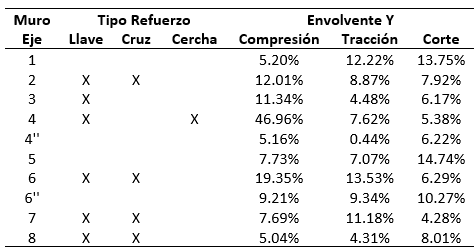 Muro Tipo Refuerzo Envolvente Y
Eje Llave Cruz Cercha Compresión Tracción Corte
1 5.20% 12.22% 13.75%
2 X X 12.01% 8.87% 7.92%
3 X 11.34% 4.48% 6.17%
4 X X 46.96% 7.62% 5.38%
4'' 5.16% 0.44% 6.22%
5 7.73% 7.07% 14.74%
6 X X 19.35% 13.53% 6.29%
6'' 9.21% 9.34% 10.27%
7 X X 7.69% 11.18% 4.28%
8 X X 5.04% 4.31% 8.01%